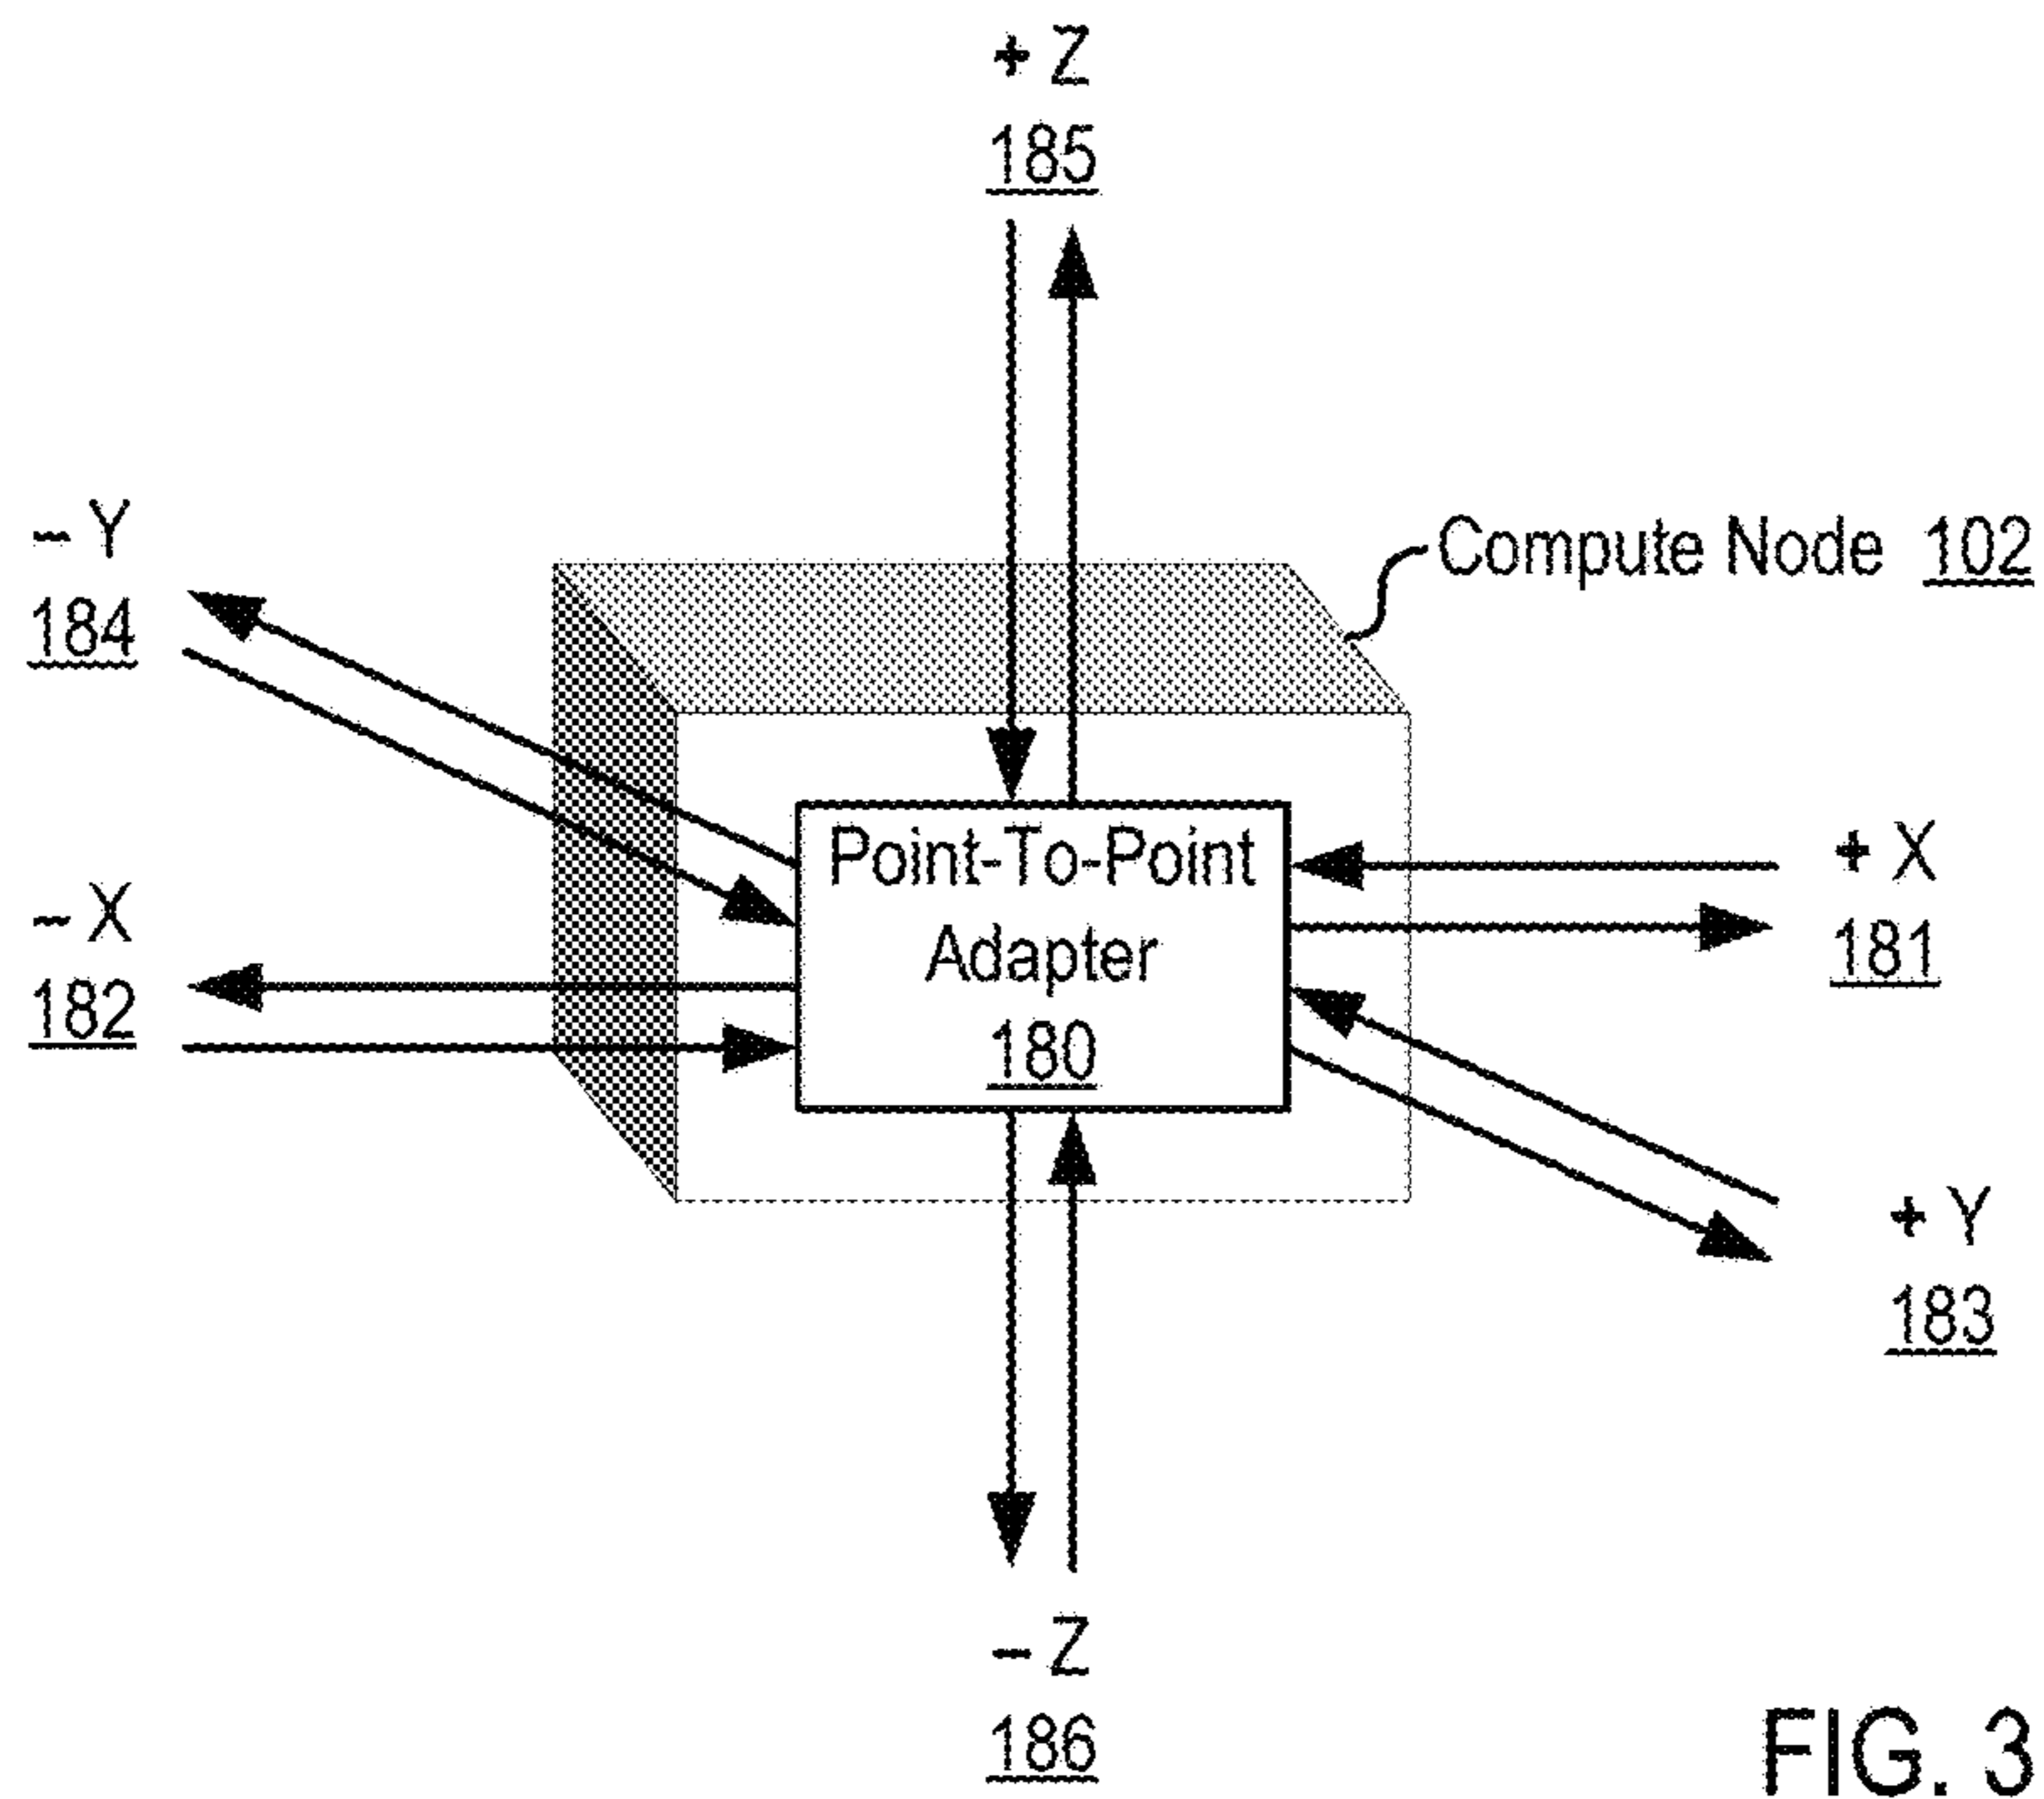 + Z
185
– Y
184
Compute Node 102
Point-To-Point
Adapter
180
+ X
181
– X
182
+ Y
183
– Z
186
FIG. 3